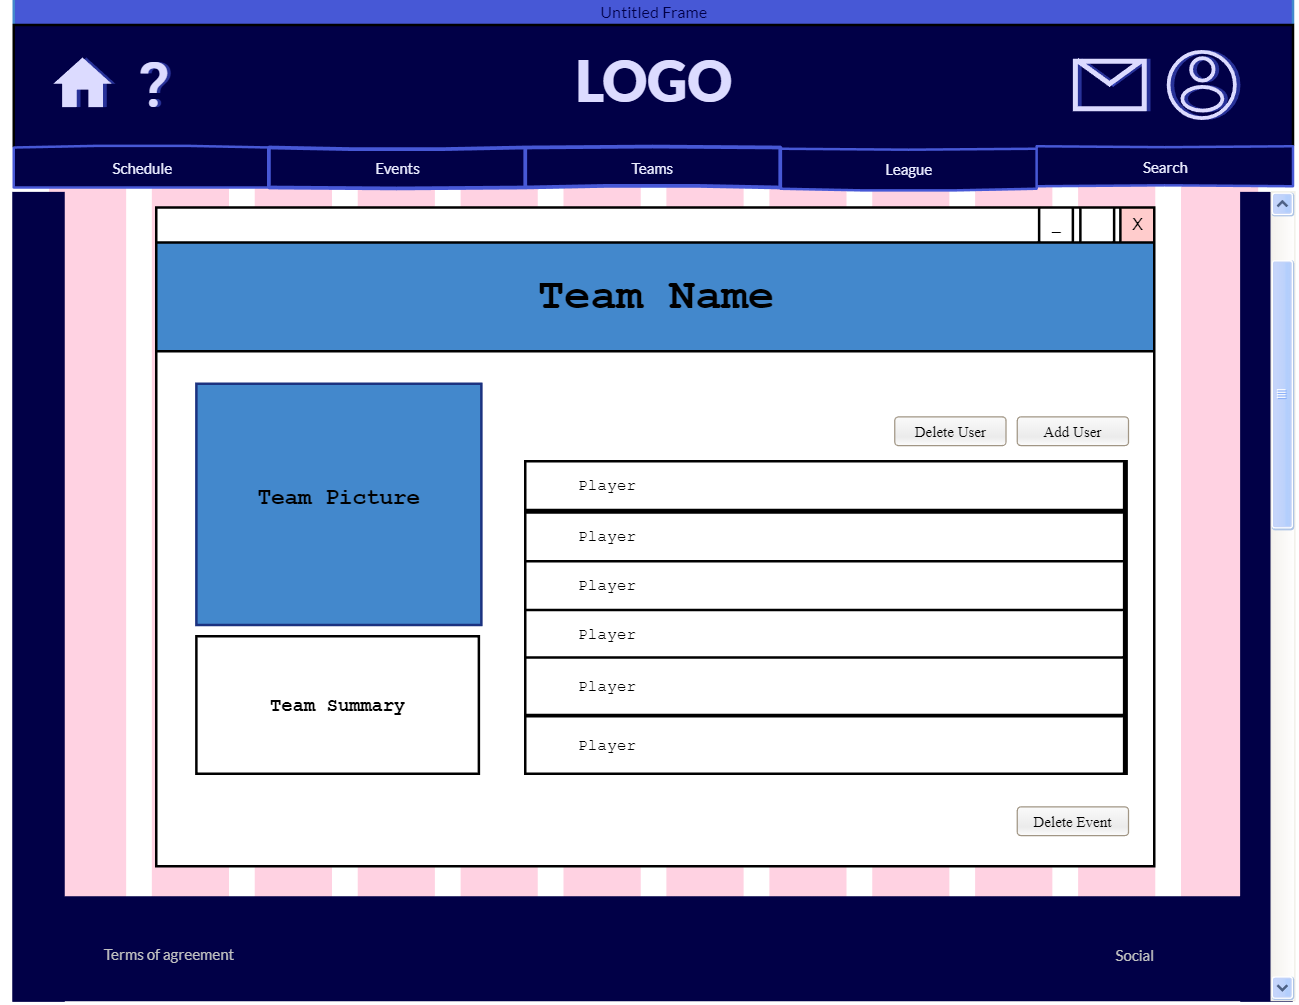 Untitled Frame
?
LOGO
Schedule
Events
Teams
League
Search
_
X
Team Name
Team Picture
Delete User
Add User
Player
Player
Player
Player
Player
Player
Team Summary
Delete Event
Terms of agreement
Social